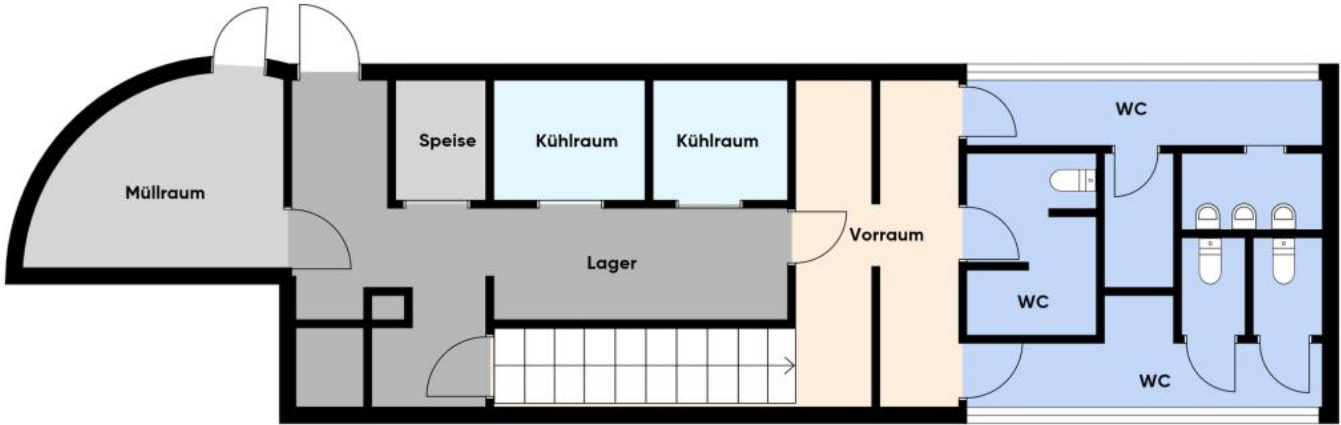 WC
Speise
Kühlraum
Kühlraum
Müllraum
Vorraum
Lager
WC
WC